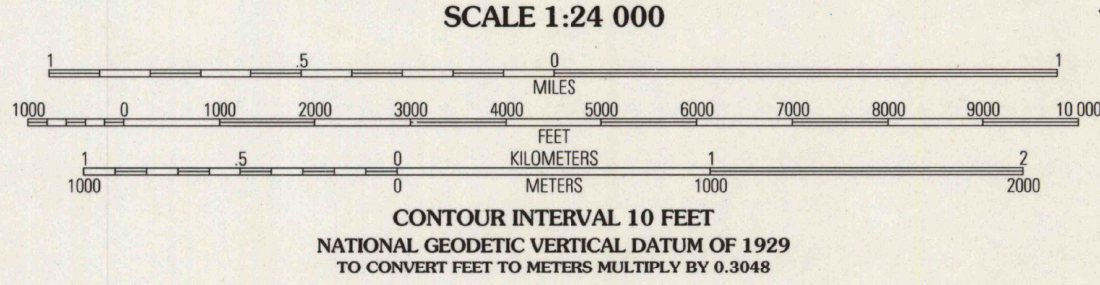 SCALE 1:24 000
1 .5 0 1
MILES
1000 0 1000 2000 3000 4000 5000 6000 7000 8000 9000 10 000
FEET
1 .5 0 KILOMETERS 1 2
1000 0 METERS 1000 2000
CONTOUR INTERVAL 10 FEET
NATIONAL GEODETIC VERTICAL DATUM OF 1929
TO CONVERT FEET TO METERS MULTIPLY BY 0.3048